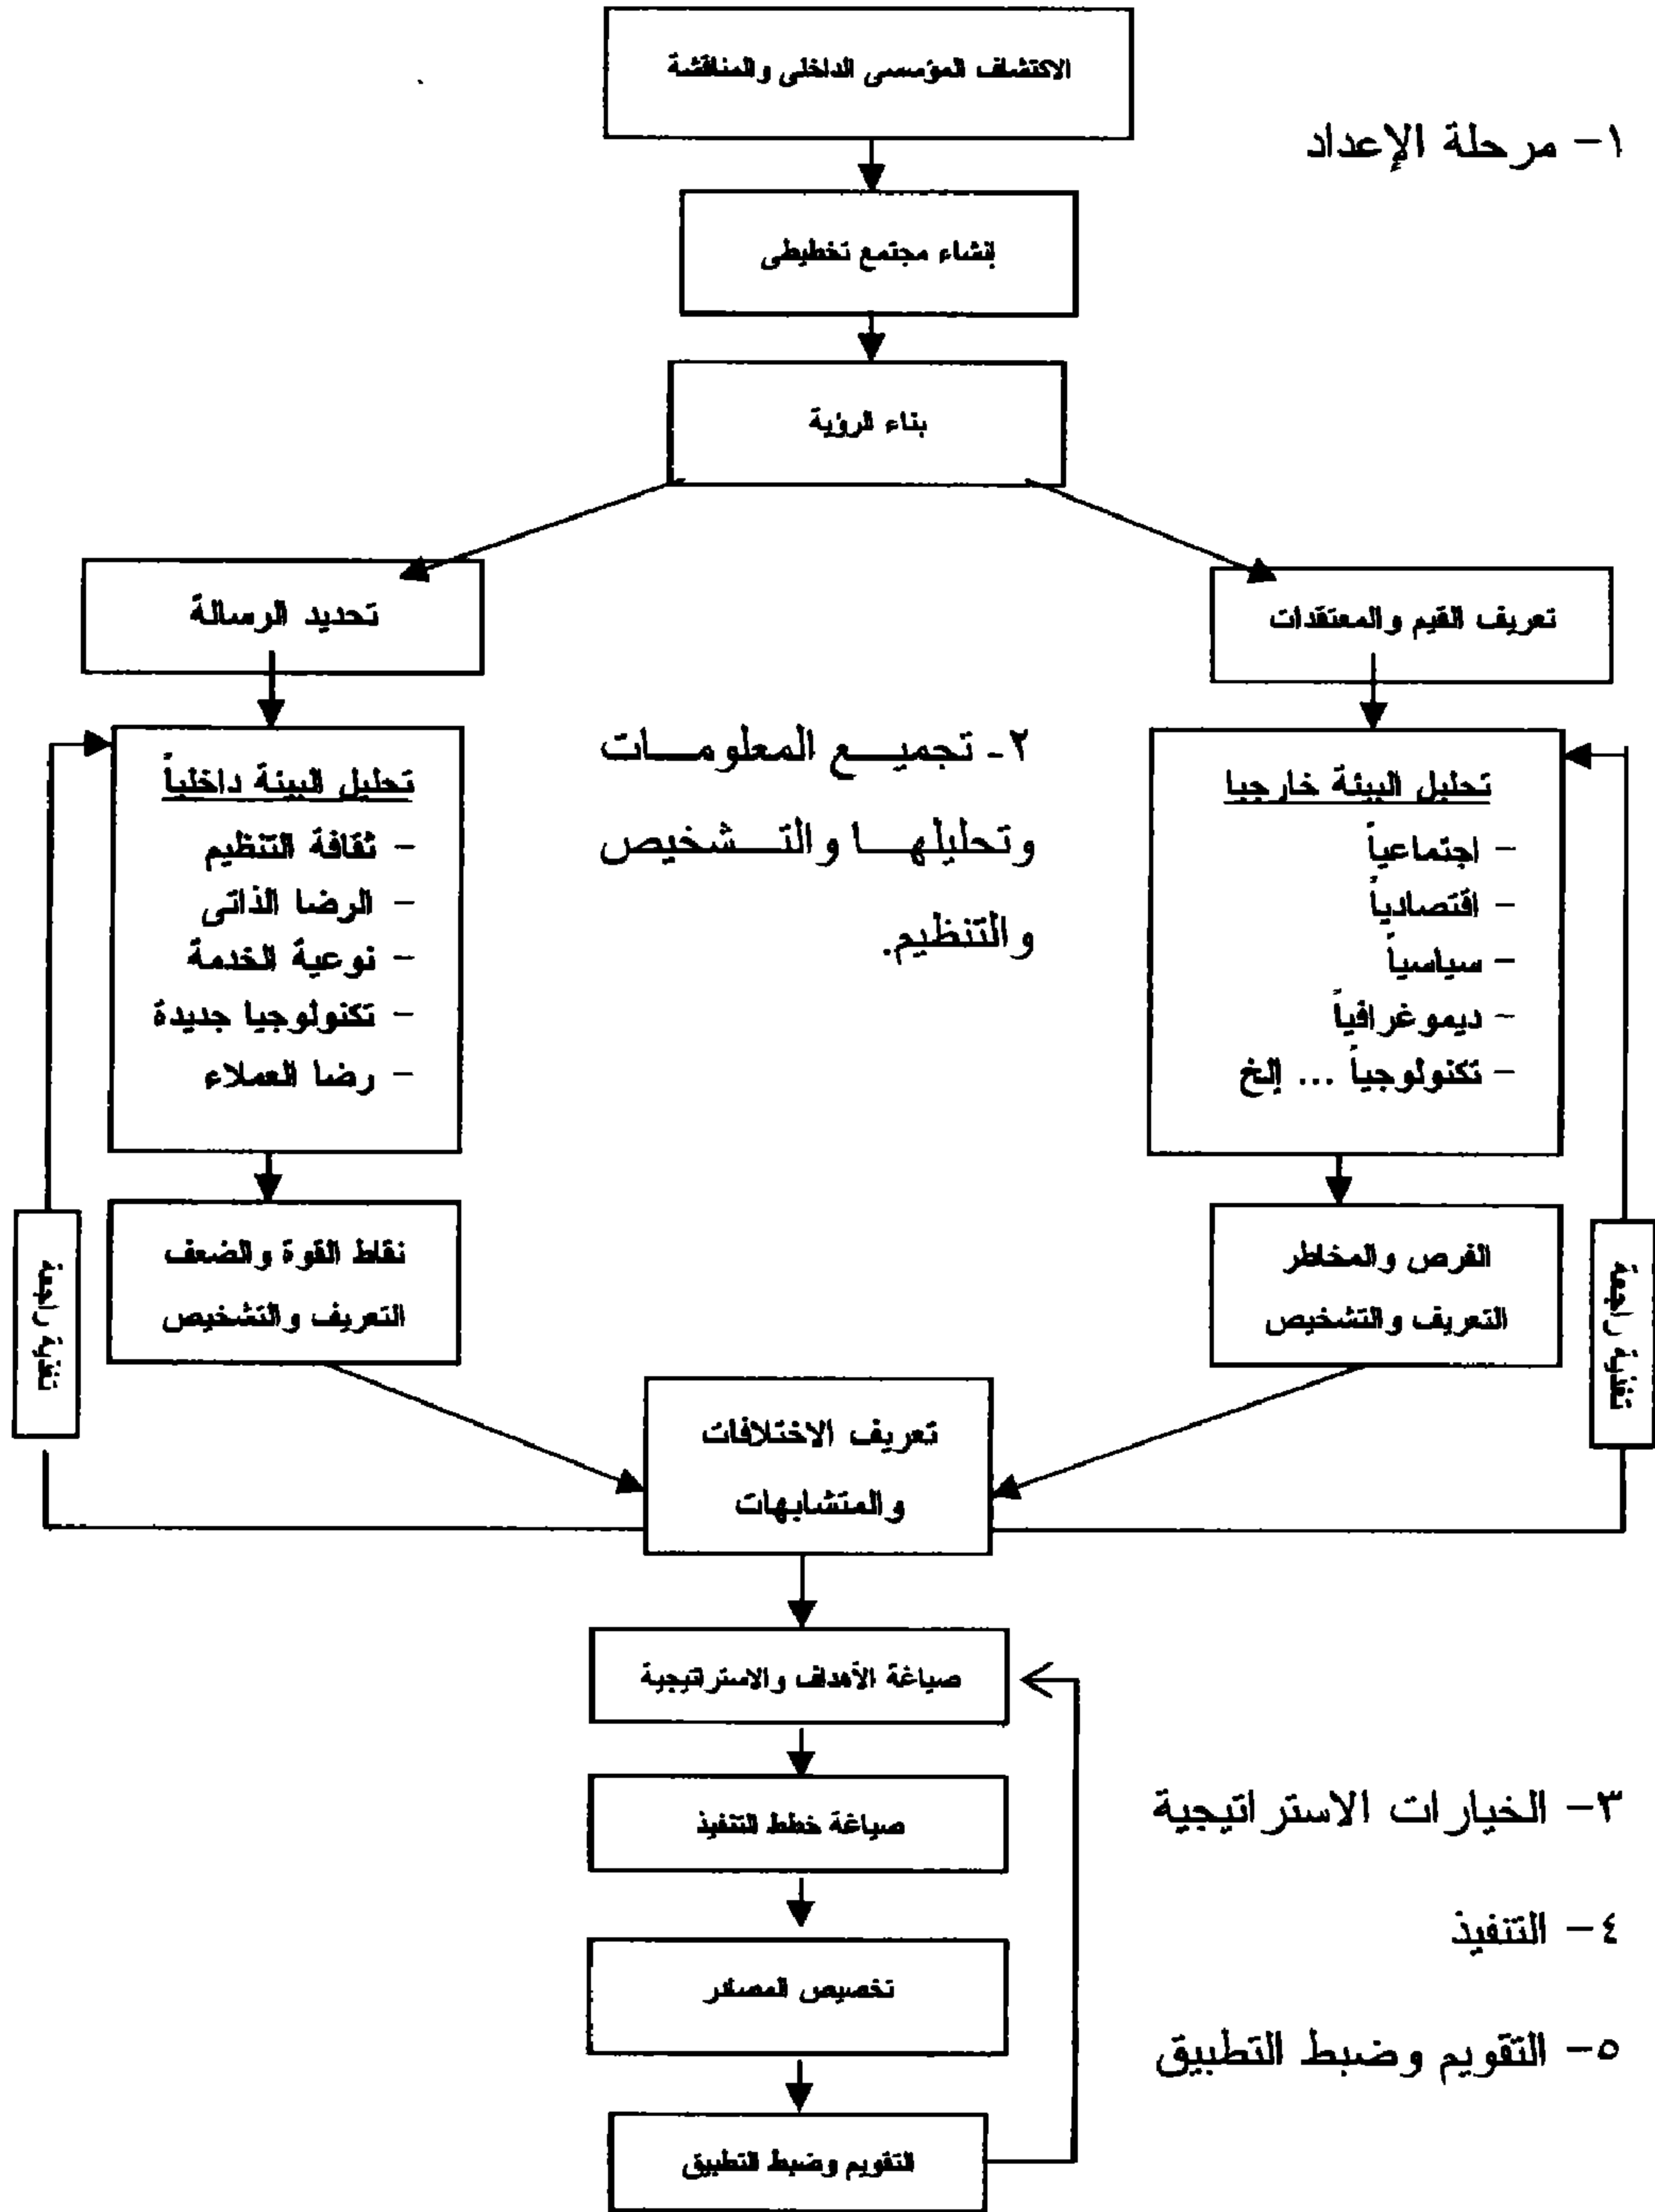 الاكتشاف المؤسسى الداخلى والمناقشة
١- مرحلة الإعداد
إنشاء مجتمع تخطيطى
بناء الرؤية
تعريف القيم والمعتقدات
تحديد الرسالة
تحليل البيئة خارجيا
- اجتماعياً
- اقتصادياً
- سياسياً
- ديموغرافياً
- تكنولوجياً ... إلخ
٢- تجميع المعلومات
وتحليلها والتشخيص
والتنظيم.
تحليل البيئة داخلياً
- ثقافة التنظيم
- الرضا الذاتى
- نوعية الخدمة
- تكنولوجيا جديدة
- رضا العملاء
تغذية راجعة
الفرص والمخاطر
التعريف والتشخيص
نقاط القوة والضعف
التعريف والتشخيص
تغذية راجعة
تعريف الاختلافات
والمتشابهات
صياغة الأهداف والاستراتيجية
صياغة خطط التنفيذ
٣- الخيارات الاستراتيجية
٤- التنفيذ
تخصيص المصادر
٥- التقويم وضبط التطبيق
التقويم وضبط التطبيق